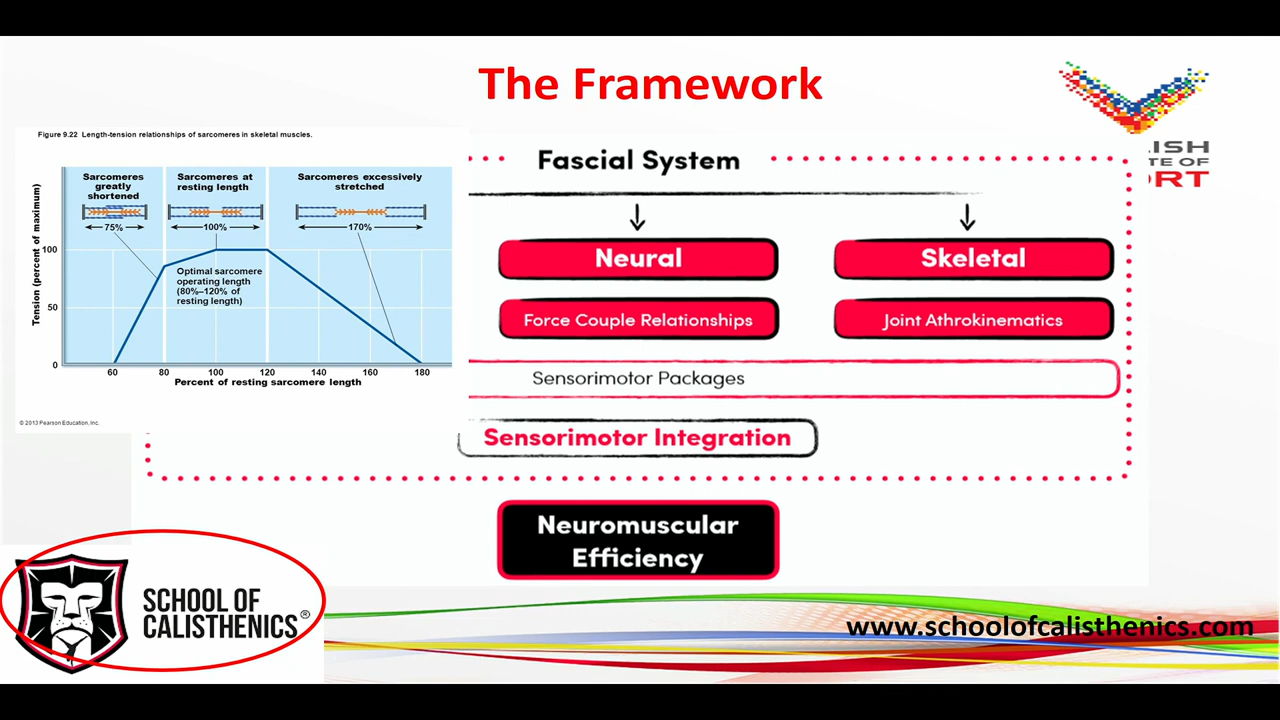 The Framework
LISH
TE OF
RT
Figure 9.22 Length-tension relationships of sarcomeres in skeletal muscles.
Sarcomeres
greatly
shortened
Sarcomeres at
resting length
Sarcomeres excessively
stretched
75%
100%
170%
Tension (percent of maximum)
100
50
0
Optimal sarcomere
operating length
(80%–120% of
resting length)
60
80
100
120
140
160
180
Percent of resting sarcomere length
© 2013 Pearson Education, Inc.
Fascial System
Neural
Skeletal
Force Couple Relationships
Joint Athrokinematics
Sensorimotor Packages
Sensorimotor Integration
Neuromuscular
Efficiency
SCHOOL OF
CALISTHENICS®
www.schoolofcalisthenics.com